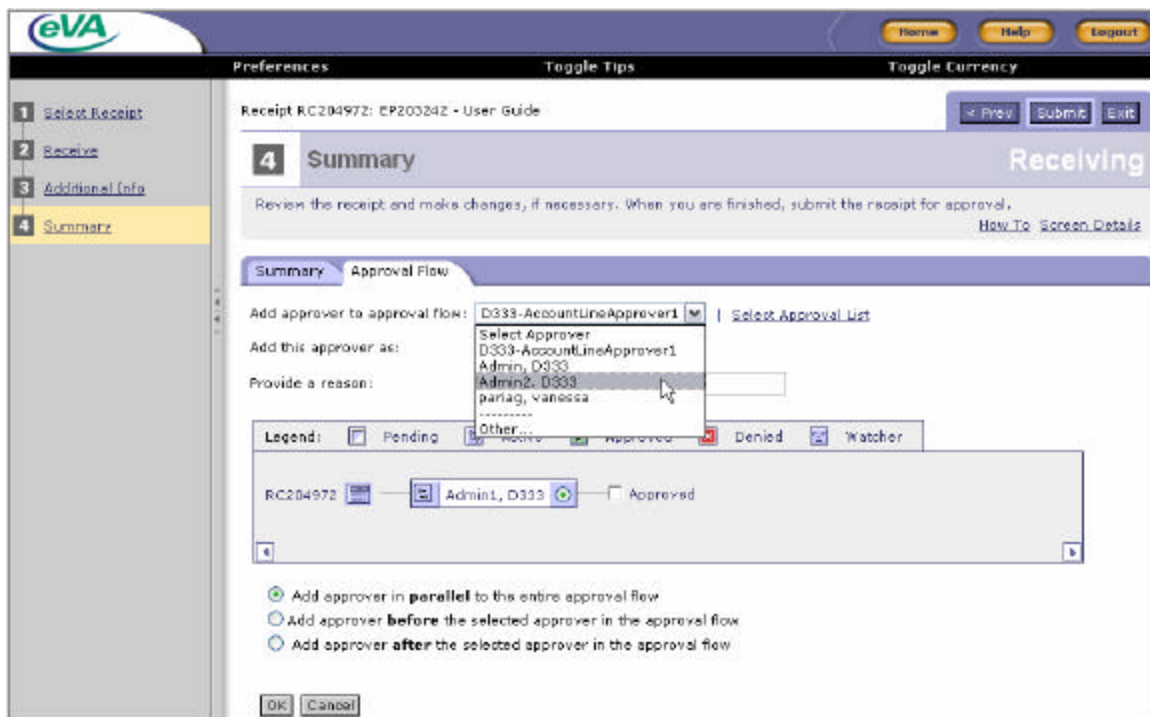 eVA
Home Help Logout
Preferences Toggle Tips Toggle Currency
1 Select Receipt
2 Receive
3 Additional Info
4 Summary
Receipt RC204972: EP203242 - User Guide
< Prev Submit Exit
4 Summary Receiving
Review the receipt and make changes, if necessary. When you are finished, submit the receipt for approval.
How To Screen Details
Summary Approval Flow
Add approver to approval flow: D333-AccountLineApprover1 | Select Approval List
Select Approver
D333-AccountLineApprover1
Add this approver as:
Admin, D333
Admin2, D333
Provide a reason:
pariag, vanessa
---------
Other...
Legend: Pending Active Approved Denied Watcher
RC204972 Admin1, D333 Approved
Add approver in parallel to the entire approval flow
Add approver before the selected approver in the approval flow
Add approver after the selected approver in the approval flow
OK Cancel